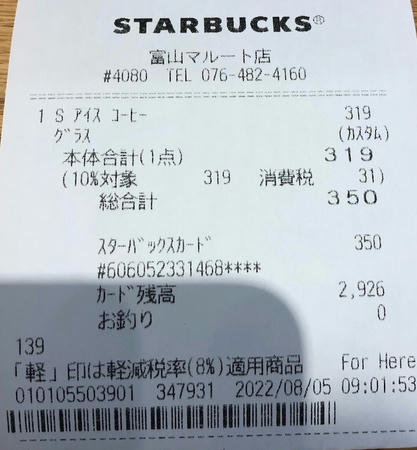 STARBUCKS®
富山マルート店
#4080 TEL 076-482-4160
1 S アイス コーヒー 319
グラス (カスタム)
本体合計(1点) 319
(10%対象 319 消費税 31)
総合計 350
スターバックスカード 350
#606052331468****
カード残高 2,926
お釣り 0
139
「軽」印は軽減税率(8%)適用商品 For Here
010105503901 347931 2022/08/05 09:01:53